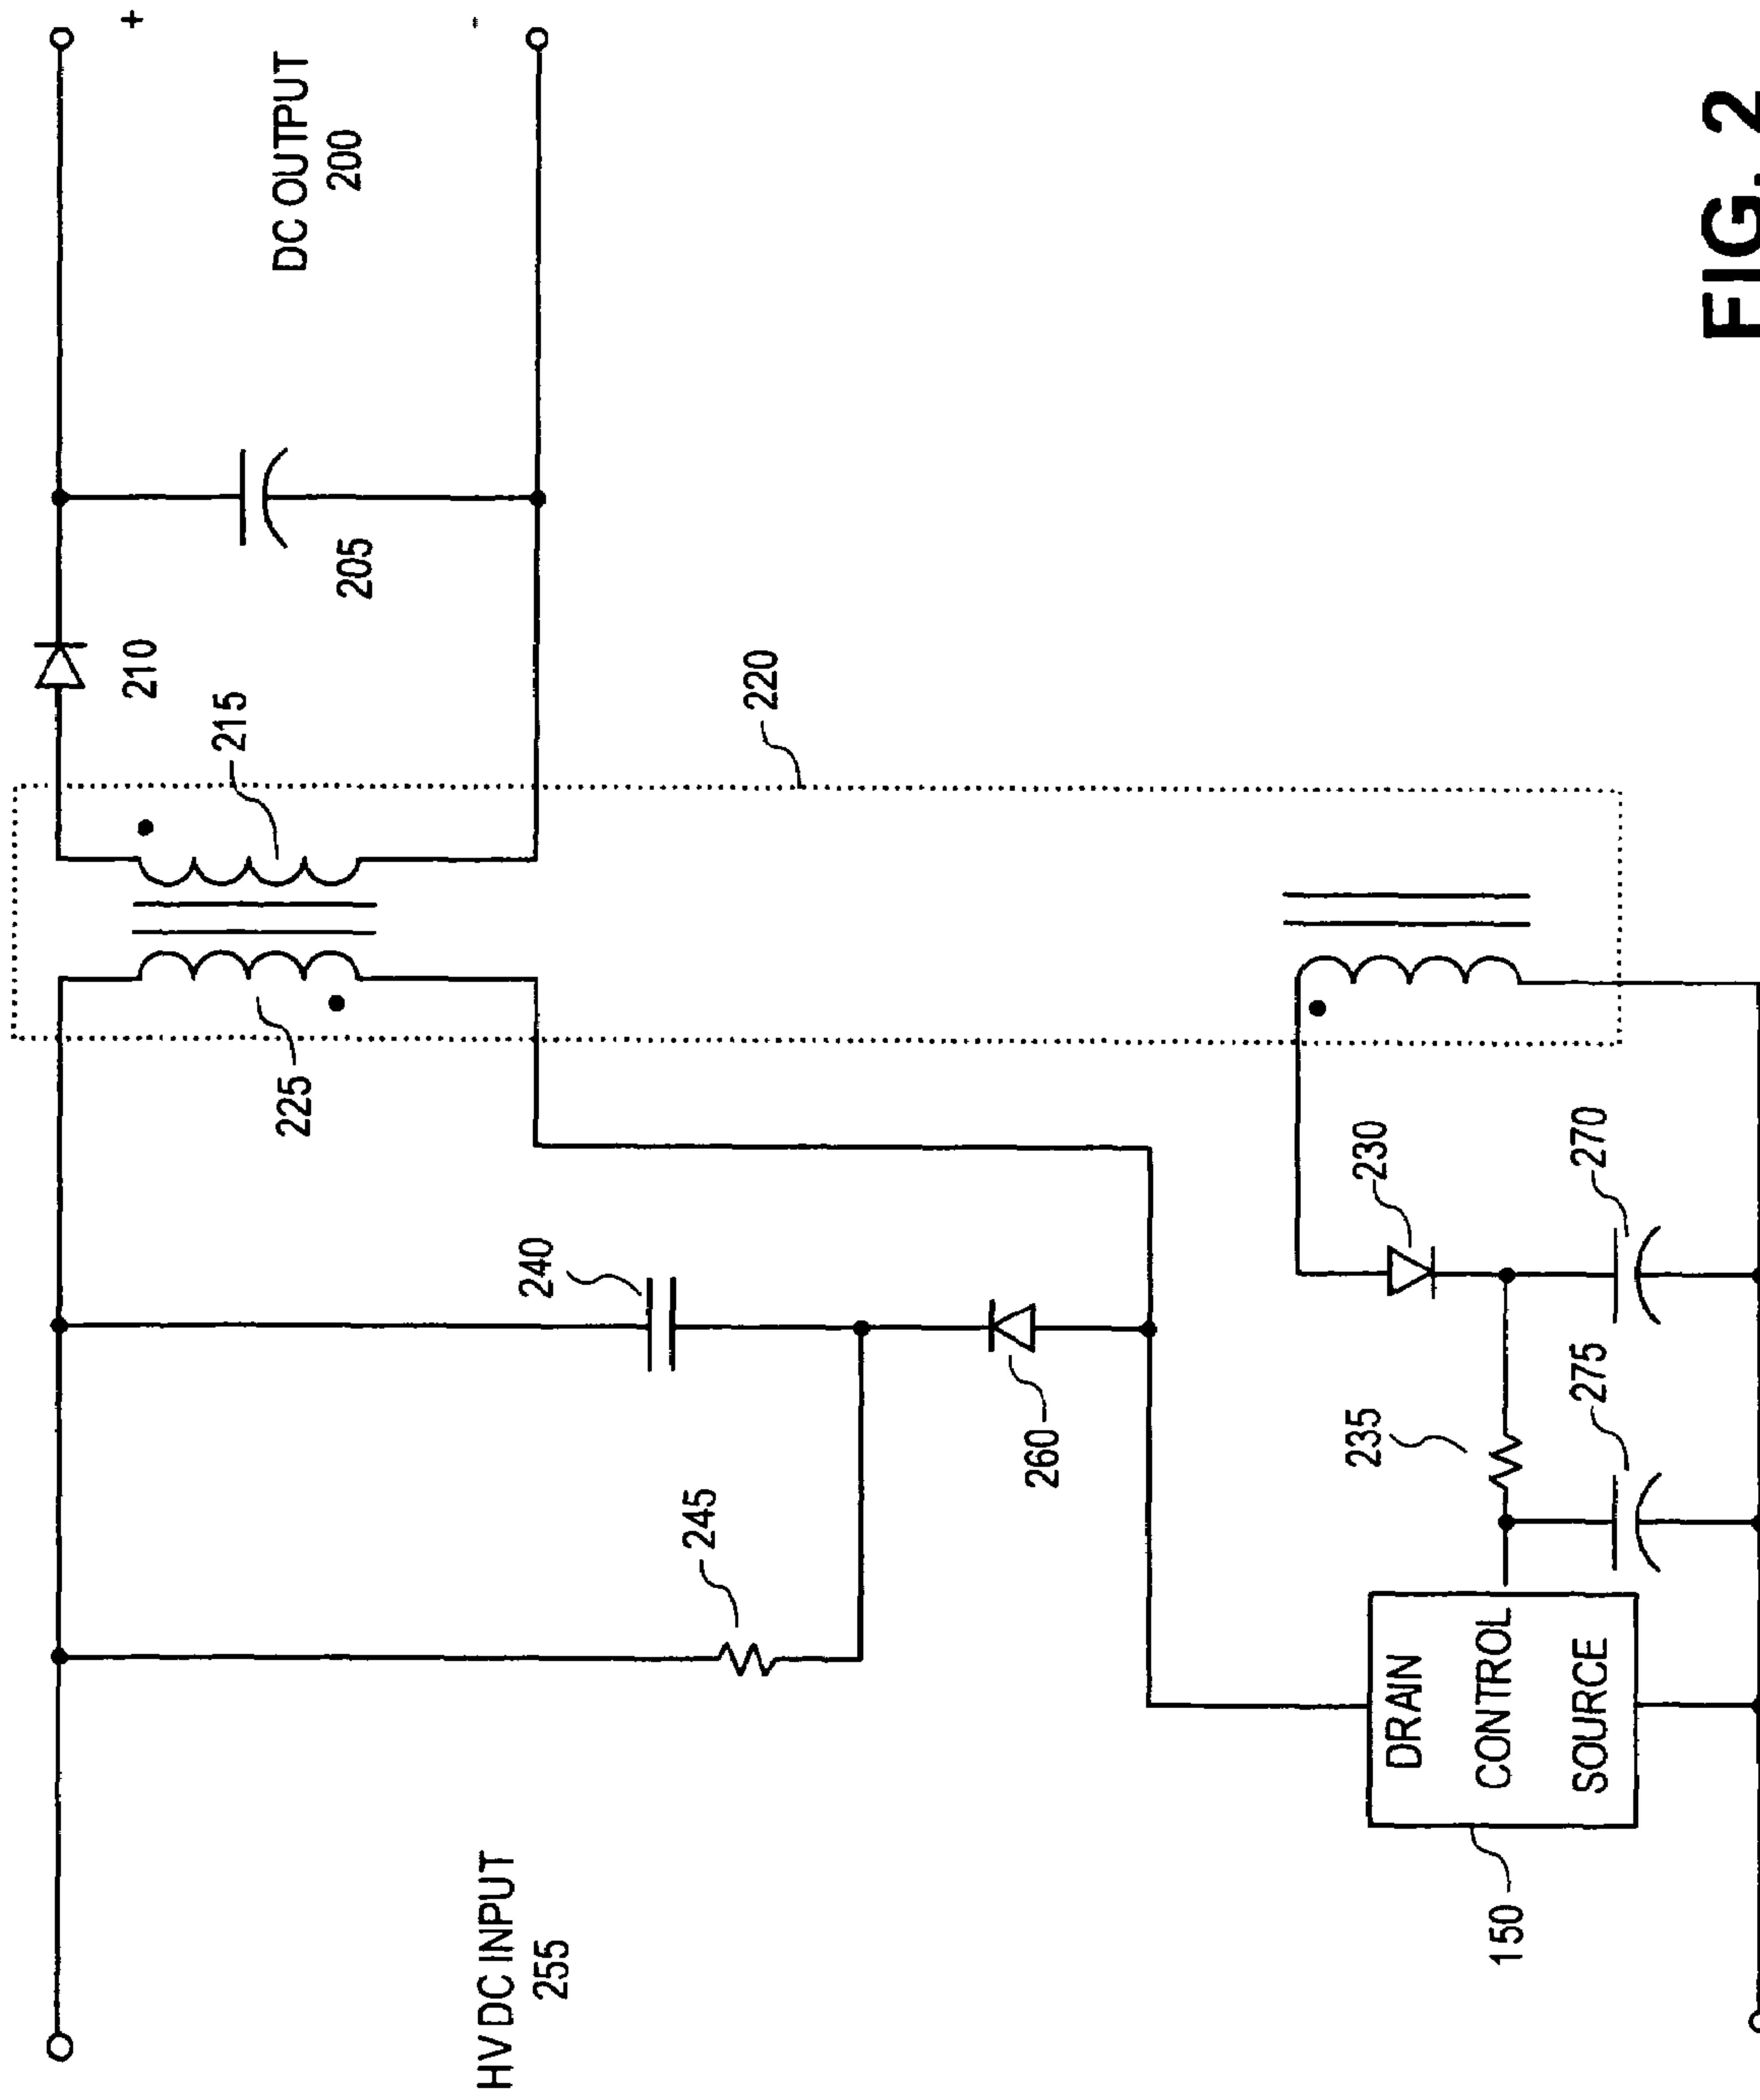 +
-
DC OUTPUT
200
210
205
215
220
225
240
245
260
230
270
235
275
HV DC INPUT
255
DRAIN
CONTROL
SOURCE
150
FIG. 2